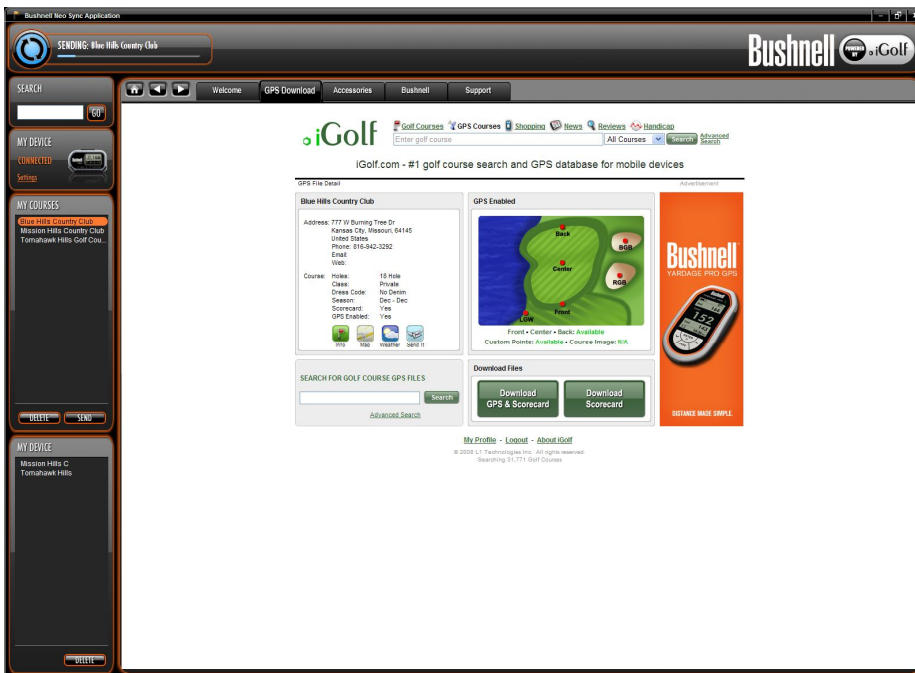 Bushnell Neo Sync Application
SENDING: Blue Hills Country Club
Bushnell POWERED BY iGolf
SEARCH
GO
MY DEVICE
CONNECTED
Settings
MY COURSES
Blue Hills Country Club
Mission Hills Country Club
Tomahawk Hills Golf Cou...
DELETE SEND
MY DEVICE
Mission Hills C
Tomahawk Hills
DELETE
Welcome GPS Download Accessories Bushnell Support
iGolf
Golf Courses GPS Courses Shopping News Reviews Handicap
Enter golf course All Courses Search Advanced Search
iGolf.com - #1 golf course search and GPS database for mobile devices
GPS File Detail
Advertisement
Blue Hills Country Club
Address: 777 W Burning Tree Dr
Kansas City, Missouri, 64145
United States
Phone: 816-942-3292
Email:
Web:
Course: Holes: 18 Hole
Class: Private
Dress Code: No Denim
Season: Dec - Dec
Scorecard: Yes
GPS Enabled: Yes
Info Map Weather Send It
GPS Enabled
Back
BGB
Center
RGB
Front
LGW
Front • Center • Back: Available
Custom Points: Available • Course Image: N/A
SEARCH FOR GOLF COURSE GPS FILES
Search
Advanced Search
Download Files
Download GPS & Scorecard
Download Scorecard
Bushnell
YARDAGE PRO GPS
152
DISTANCE MADE SIMPLE.
My Profile - Logout - About iGolf
© 2008 L1 Technologies Inc. All rights reserved.
Searching 31,771 Golf Courses